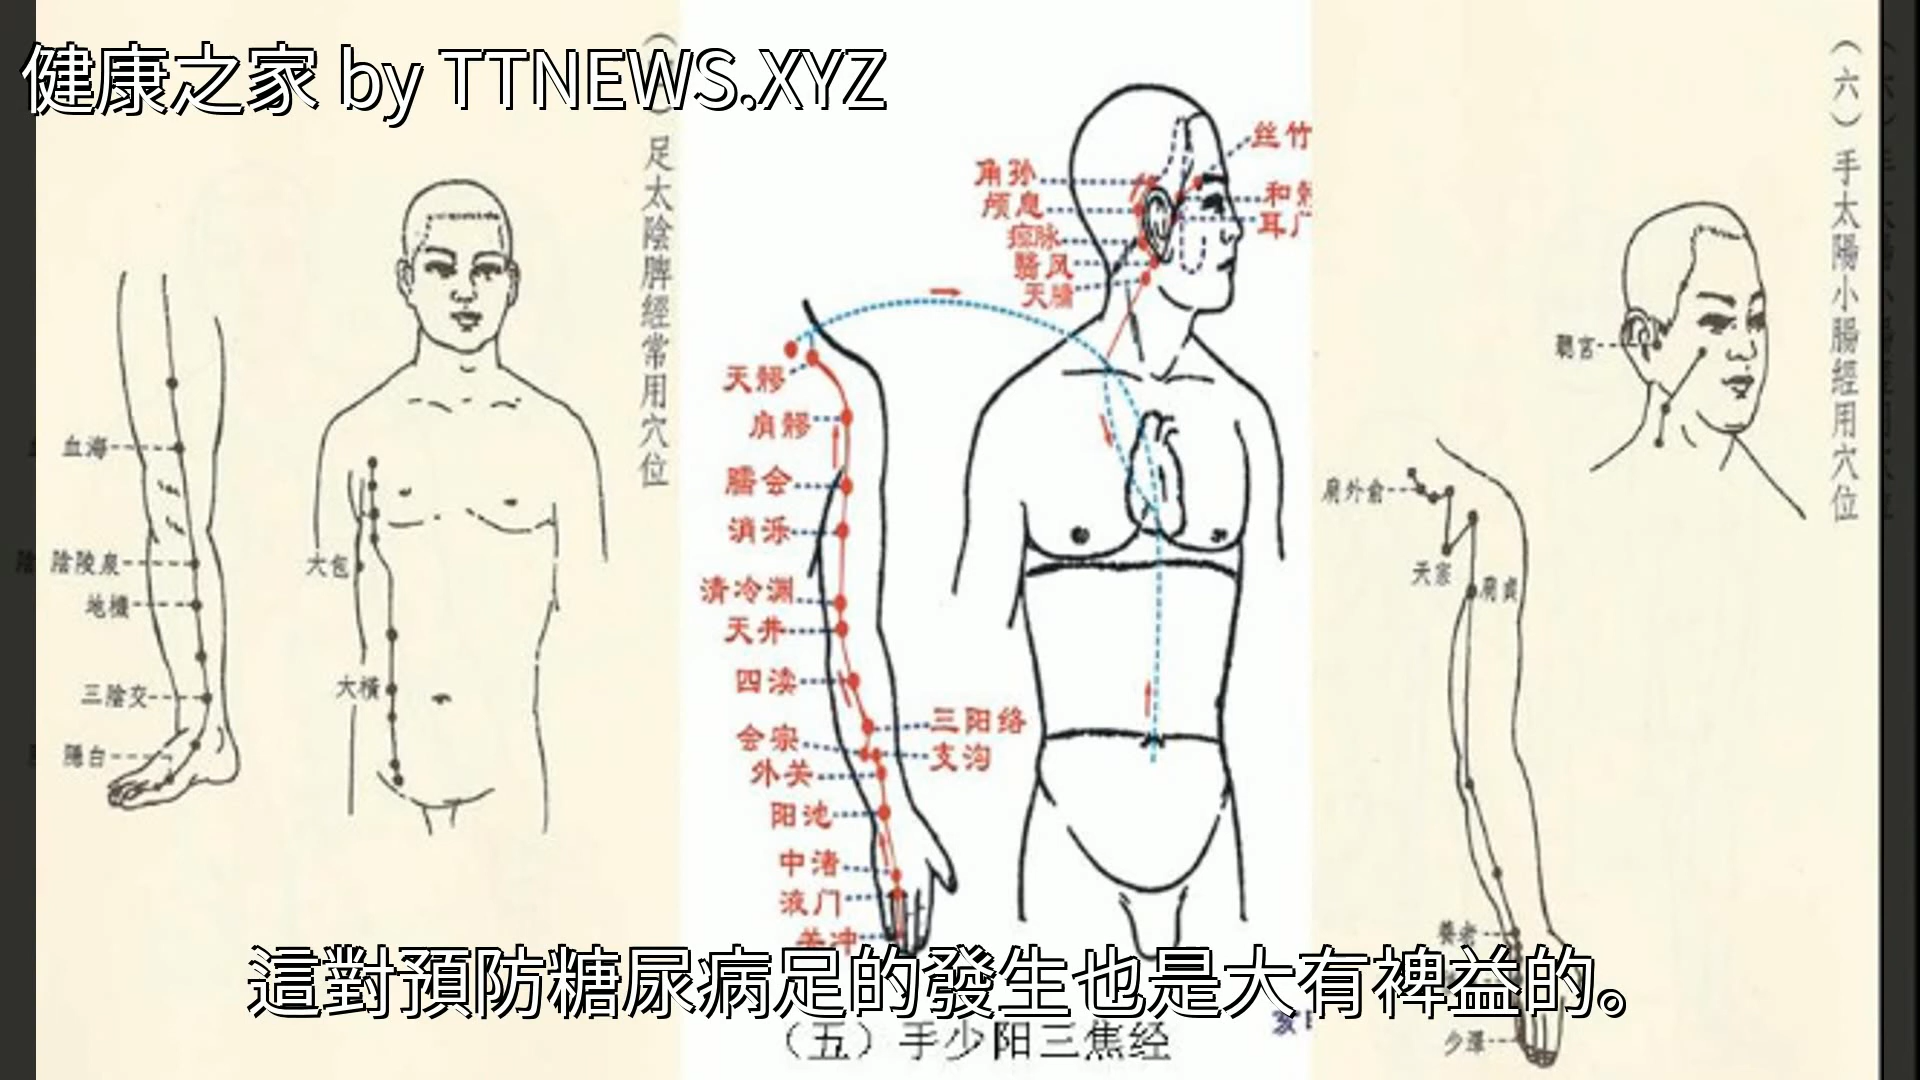 健康之家 by TTNEWS.XYZ
足太陰脾經常用穴位
血海
陰陵泉
地機
三陰交
隱白
大包
大橫
角孙
颅息
瘛脉
翳风
天牖
丝竹
和
耳
天髎
肩髎
臑会
消泺
清冷渊
天井
四渎
三阳络
会宗
支沟
外关
阳池
中渚
液门
关冲
（六）手太陽小腸經用穴位
聽宮
肩外俞
天宗
肩貞
養老
少澤
這對預防糖尿病足的發生也是大有裨益的。
（五）手少阳三焦经